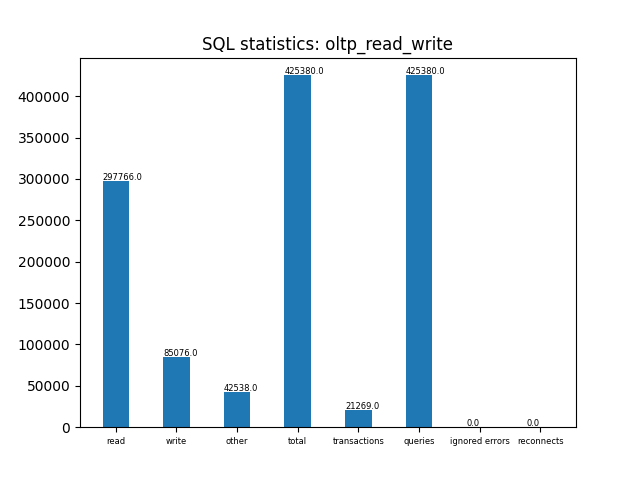 SQL statistics: oltp_read_write
400000
350000
300000
250000
200000
150000
100000
50000
0
297766.0
85076.0
42538.0
425380.0
21269.0
425380.0
0.0
0.0
read
write
other
total
transactions
queries
ignored errors
reconnects